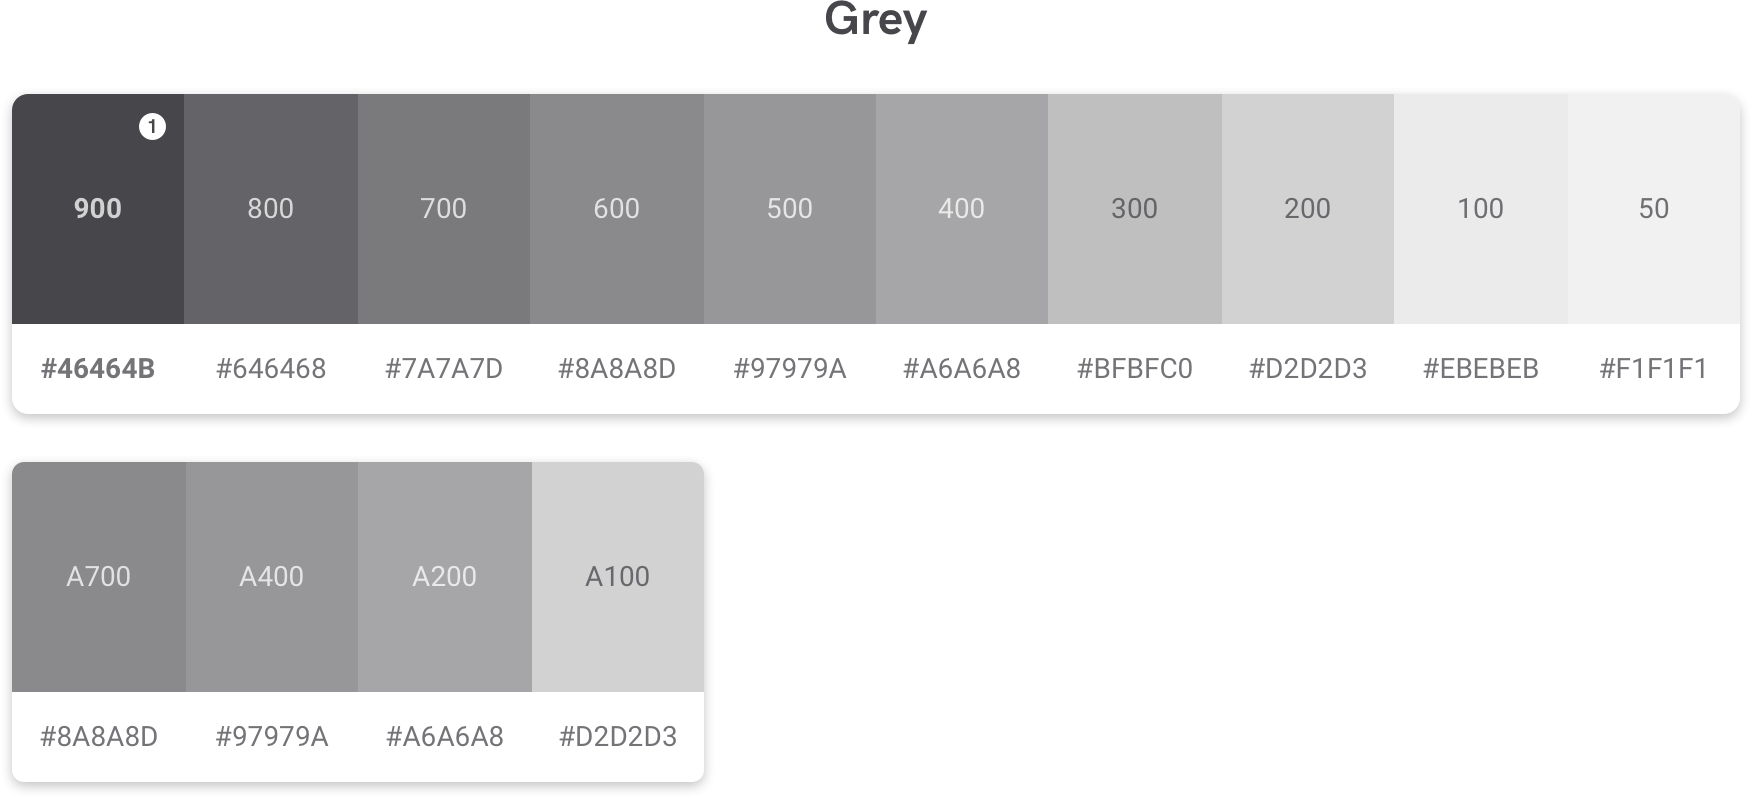 Grey
1
900 800 700 600 500 400 300 200 100 50
#46464B #646468 #7A7A7D #8A8A8D #97979A #A6A6A8 #BFBFC0 #D2D2D3 #EBEBEB #F1F1F1
A700 A400 A200 A100
#8A8A8D #97979A #A6A6A8 #D2D2D3